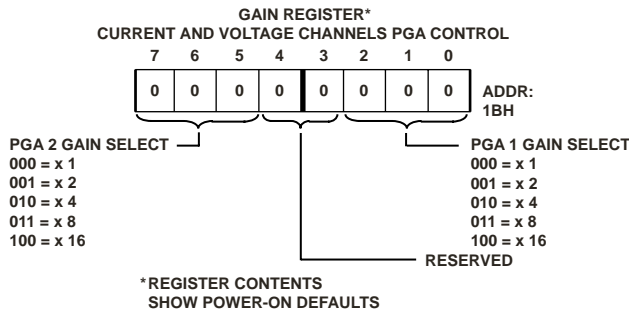 GAIN REGISTER*
CURRENT AND VOLTAGE CHANNELS PGA CONTROL
7 6 5 4 3 2 1 0
0 0 0 0 0 0 0 0
ADDR:
1BH
PGA 2 GAIN SELECT
000 = x 1
001 = x 2
010 = x 4
011 = x 8
100 = x 16
PGA 1 GAIN SELECT
000 = x 1
001 = x 2
010 = x 4
011 = x 8
100 = x 16
RESERVED
*REGISTER CONTENTS
SHOW POWER-ON DEFAULTS